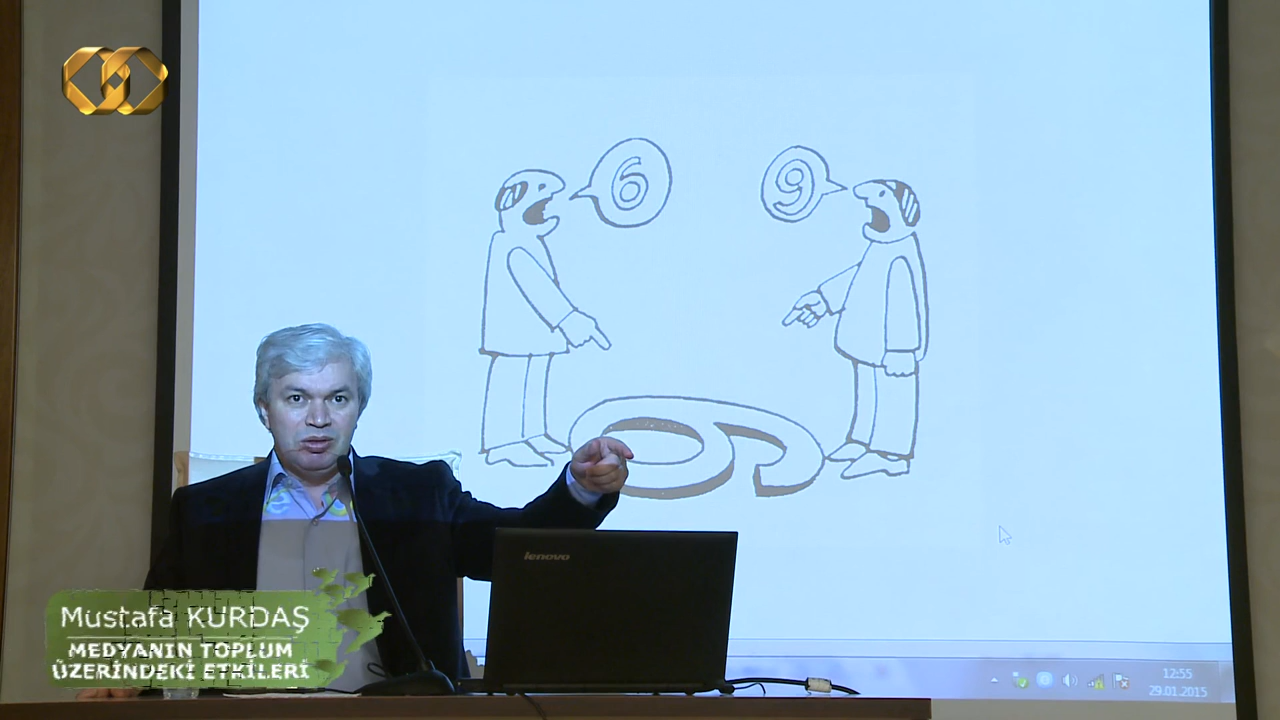 6
9
lenovo
Mustafa KURDAŞ
MEDYANIN TOPLUM
ÜZERİNDEKİ ETKİLERİ
12:55
29.01.2015